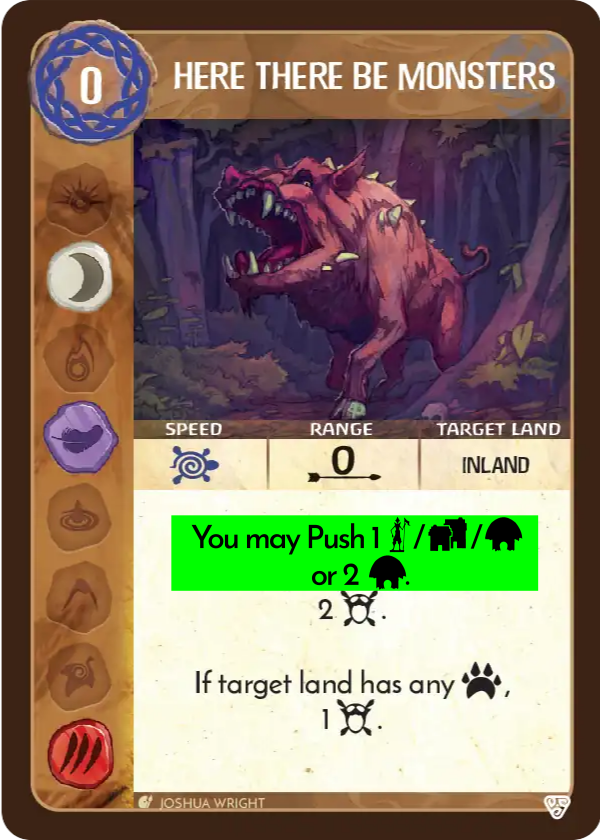 0
HERE THERE BE MONSTERS
SPEED RANGE TARGET LAND
0 INLAND
You may Push 1 / /
or 2 .
2 .
If target land has any ,
1 .
JOSHUA WRIGHT